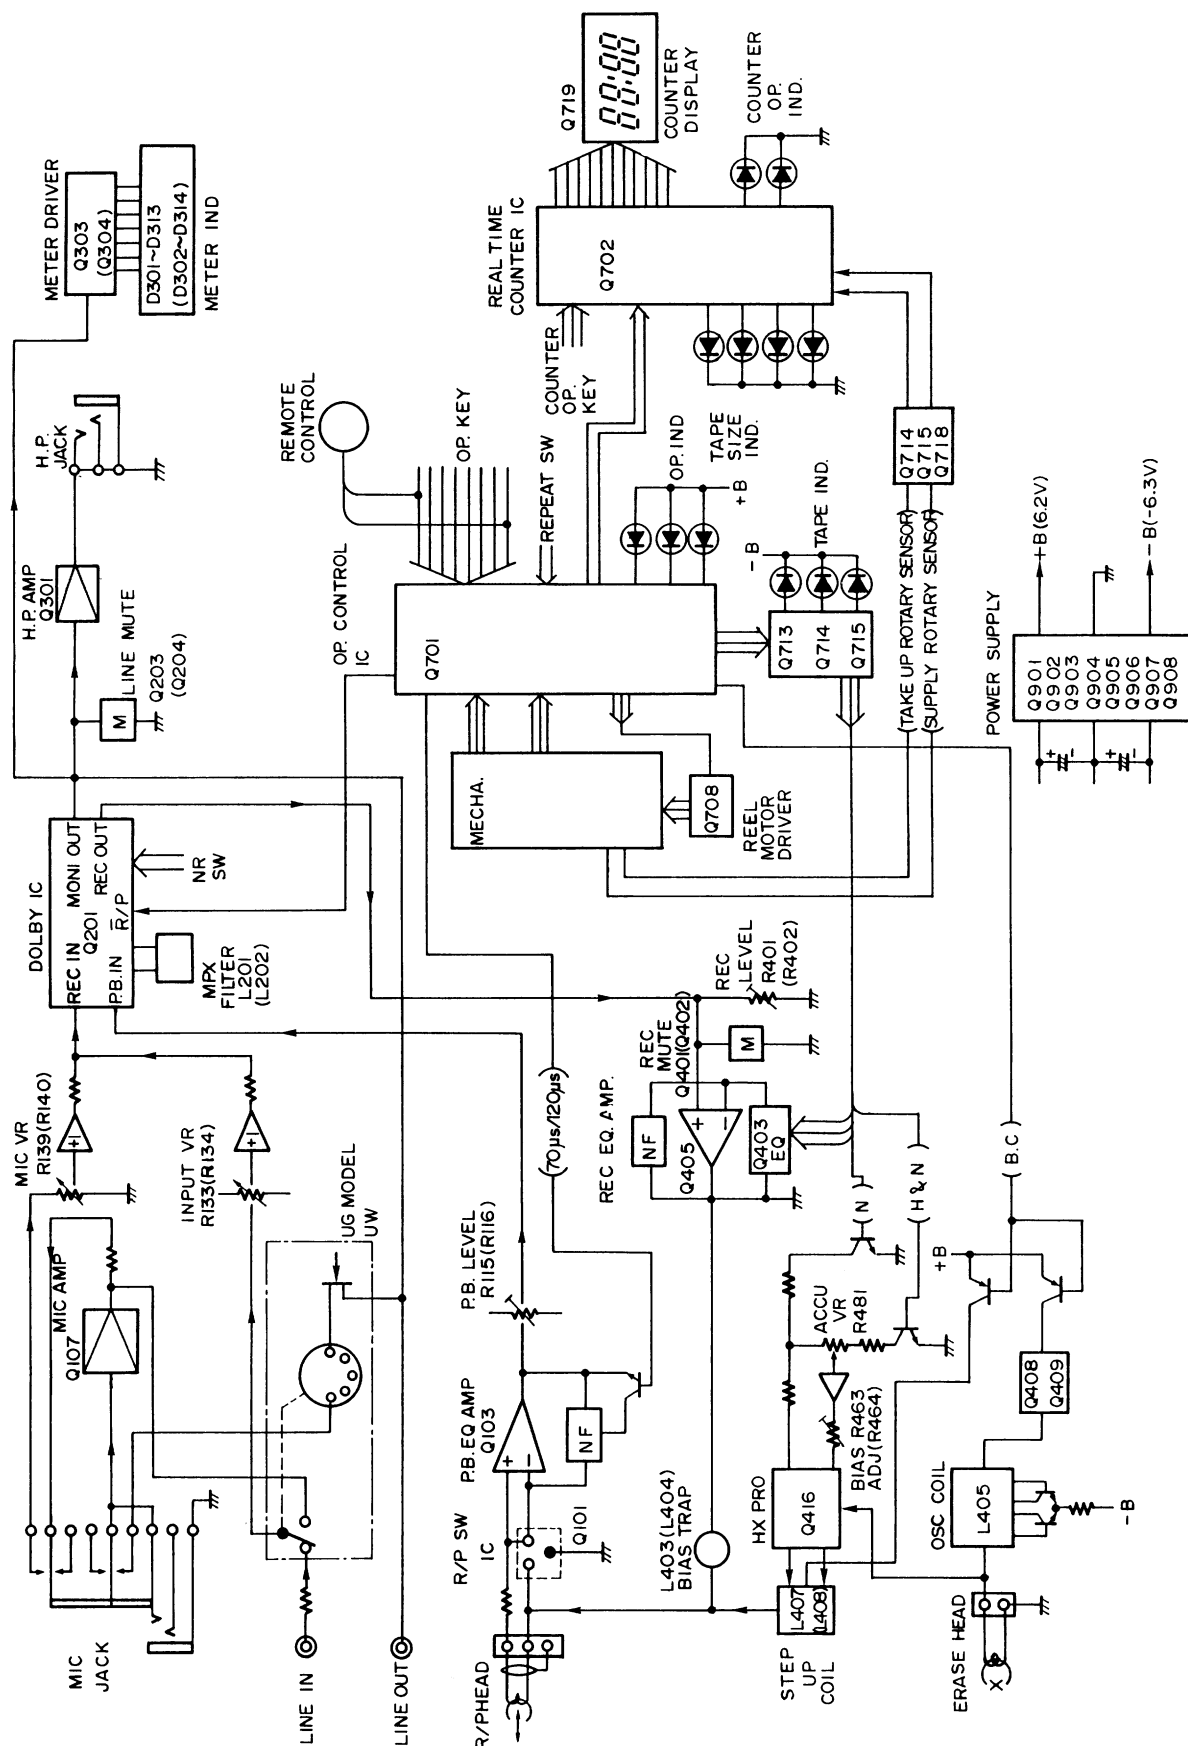 MIC
JACK
LINE IN
LINE OUT
R/PHEAD
MIC AMP
Q107
MIC VR
R139(R140)
INPUT VR
R133(R134)
UG MODEL
UW
+1
+1
DOLBY IC
REC IN
MONI OUT
Q201
P.B.IN
REC OUT
R̅/P
MPX
FILTER
L201
(L202)
NR
SW
M
LINE MUTE
Q203
(Q204)
H.P. AMP
Q301
H.P.
JACK
METER DRIVER
Q303
(Q304)
D301~D313
(D302~D314)
METER IND
R/P SW
IC
Q101
P.B.EQ AMP
Q103
+
−
NF
P.B. LEVEL
R115(R116)
(70μs/120μs)
REMOTE
CONTROL
OP. KEY
OP. CONTROL
IC
Q701
REPEAT SW
OP.IND
+B
MECHA.
Q708
REEL
MOTOR
DRIVER
Q713
Q714
Q715
−B
TAPE IND.
REAL TIME
COUNTER IC
Q702
COUNTER
OP.
KEY
TAPE
SIZE
IND.
Q719
00:00
00:00
COUNTER
DISPLAY
COUNTER
OP.
IND.
(TAKE UP ROTARY SENSOR)
(SUPPLY ROTARY SENSOR)
Q714
Q715
Q718
L403(L404)
BIAS TRAP
REC EQ. AMP.
NF
Q405
+
−
Q403
EQ
REC
MUTE
Q401(Q402)
M
REC
LEVEL
R401
(R402)
STEP
UP
COIL
L407
(L408)
HX PRO
Q416
BIAS R463
ADJ(R464)
ACCU
VR
R481
(N)
(H & N)
(B.C)
+B
ERASE HEAD
X
OSC COIL
L405
−B
Q408
Q409
POWER SUPPLY
Q901
Q902
Q903
Q904
Q905
Q906
Q907
Q908
+
−
+
−
+B(6.2V)
−B(−6.3V)